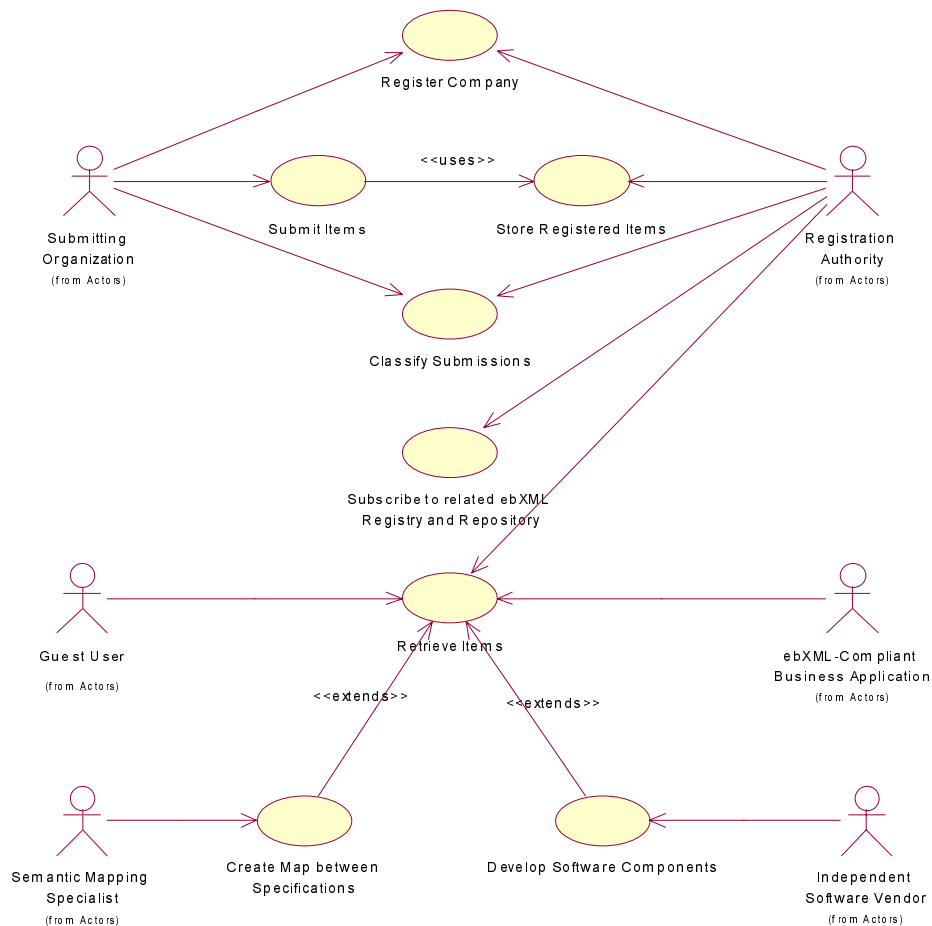 Register Company
<<uses>>
Submit Items
Store Registered Items
Submitting
Organization
(from Actors)
Registration
Authority
(from Actors)
Classify Submissions
Subscribe to related ebXML
Registry and Repository
Guest User
(from Actors)
Retrieve Items
ebXML-Compliant
Business Application
(from Actors)
<<extends>>
<<extends>>
Semantic Mapping
Specialist
(from Actors)
Create Map between
Specifications
Develop Software Components
Independent
Software Vendor
(from Actors)